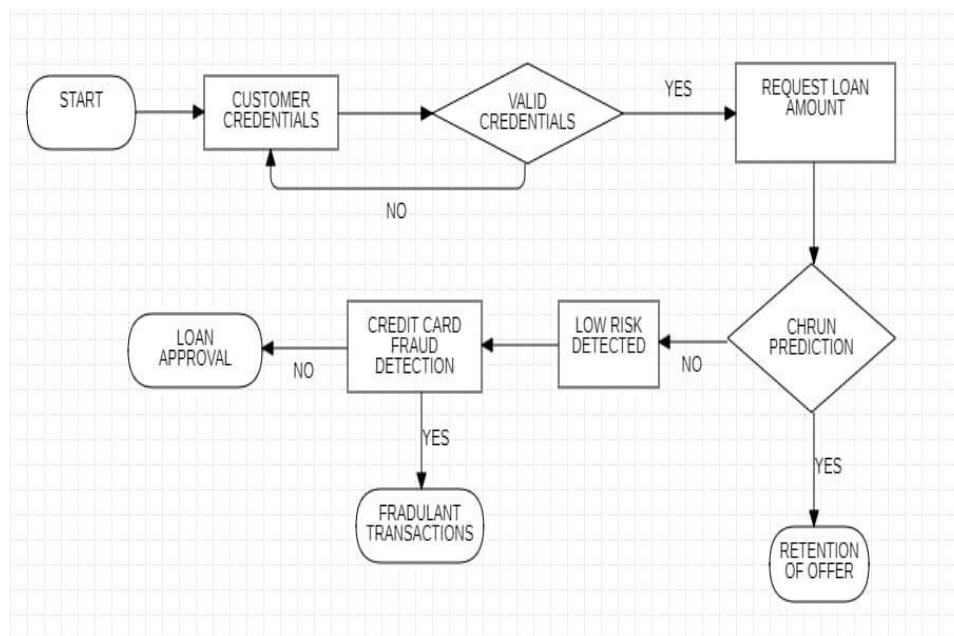 START
CUSTOMER
CREDENTIALS
VALID
CREDENTIALS
YES
REQUEST LOAN
AMOUNT
NO
CHRUN
PREDICTION
NO
LOW RISK
DETECTED
CREDIT CARD
FRAUD
DETECTION
NO
LOAN
APPROVAL
YES
FRADULANT
TRANSACTIONS
YES
RETENTION
OF OFFER